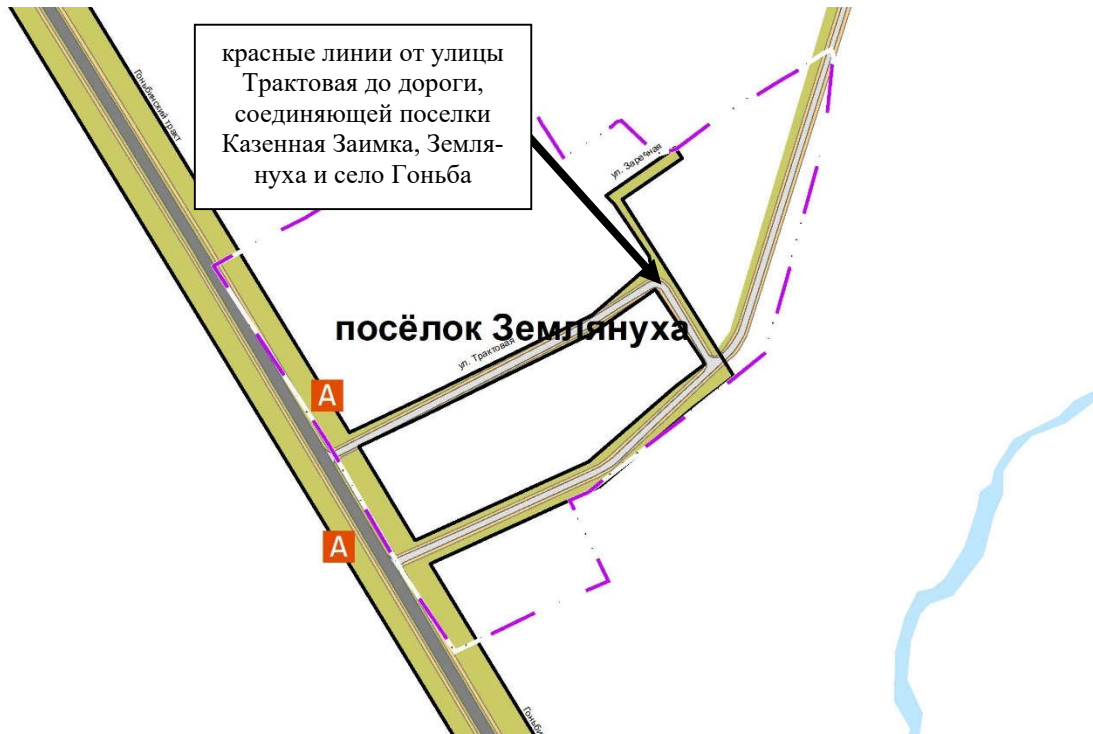 красные линии от улицы
Трактовая до дороги,
соединяющей поселки
Казенная Заимка, Земля-
нуха и село Гоньба
Гоньбинский тракт
ул. Заречная
посёлок Землянуха
ул. Трактовая
А
А